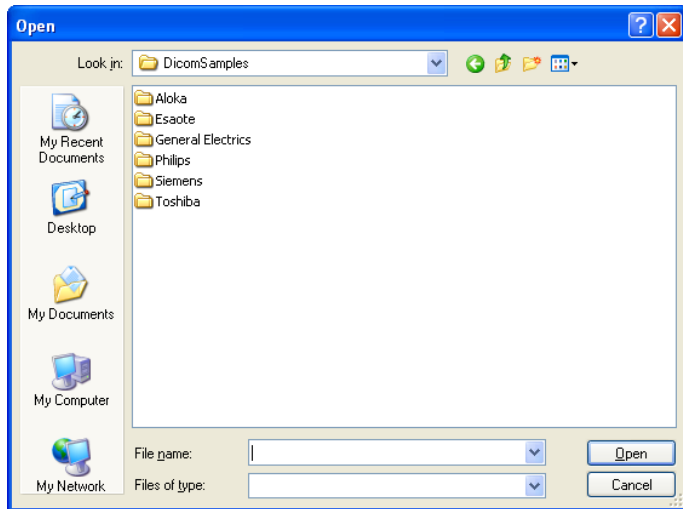 Open
Look in: DicomSamples
My Recent
Documents
Desktop
My Documents
My Computer
My Network
Aloka
Esaote
General Electrics
Philips
Siemens
Toshiba
File name:
Open
Files of type:
Cancel